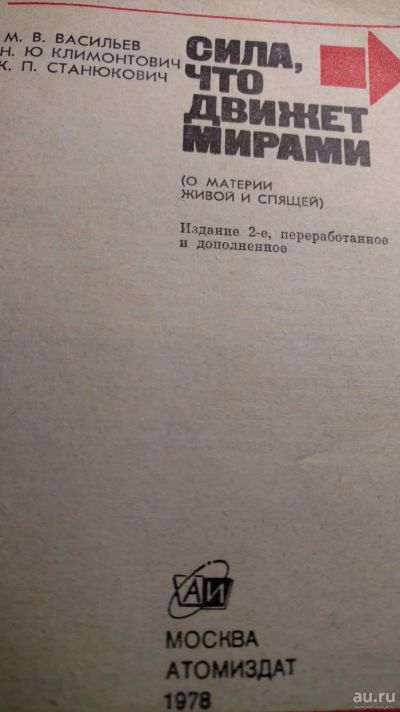 М. В. ВАСИЛЬЕВ
Н. Ю КЛИМОНТОВИЧ
К. П. СТАНЮКОВИЧ
СИЛА,
ЧТО
ДВИЖЕТ
МИРАМИ
(О МАТЕРИИ
ЖИВОЙ И СПЯЩЕЙ)
Издание 2-е, переработанное
и дополненное
АИ
МОСКВА
АТОМИЗДАТ
1978
au.ru